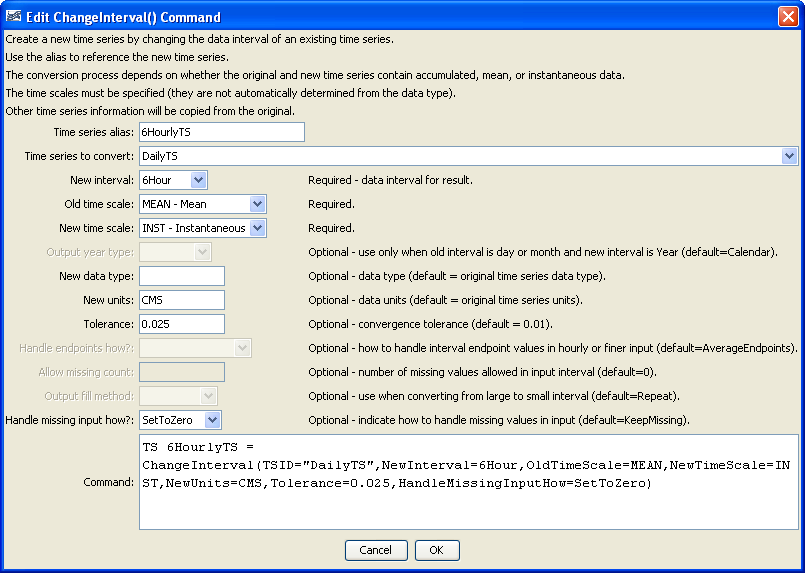 Edit ChangeInterval() Command
Create a new time series by changing the data interval of an existing time series.
Use the alias to reference the new time series.
The conversion process depends on whether the original and new time series contain accumulated, mean, or instantaneous data.
The time scales must be specified (they are not automatically determined from the data type).
Other time series information will be copied from the original.
Time series alias: 6HourlyTS
Time series to convert: DailyTS
New interval: 6Hour Required - data interval for result.
Old time scale: MEAN - Mean Required.
New time scale: INST - Instantaneous Required.
Output year type: Optional - use only when old interval is day or month and new interval is Year (default=Calendar).
New data type: Optional - data type (default = original time series data type).
New units: CMS Optional - data units (default = original time series units).
Tolerance: 0.025 Optional - convergence tolerance (default = 0.01).
Handle endpoints how?: Optional - how to handle interval endpoint values in hourly or finer input (default=AverageEndpoints).
Allow missing count: Optional - number of missing values allowed in input interval (default=0).
Output fill method: Optional - use when converting from large to small interval (default=Repeat).
Handle missing input how?: SetToZero Optional - indicate how to handle missing values in input (default=KeepMissing).
TS 6HourlyTS =
ChangeInterval(TSID="DailyTS",NewInterval=6Hour,OldTimeScale=MEAN,NewTimeScale=IN
Command: ST,NewUnits=CMS,Tolerance=0.025,HandleMissingInputHow=SetToZero)
Cancel OK